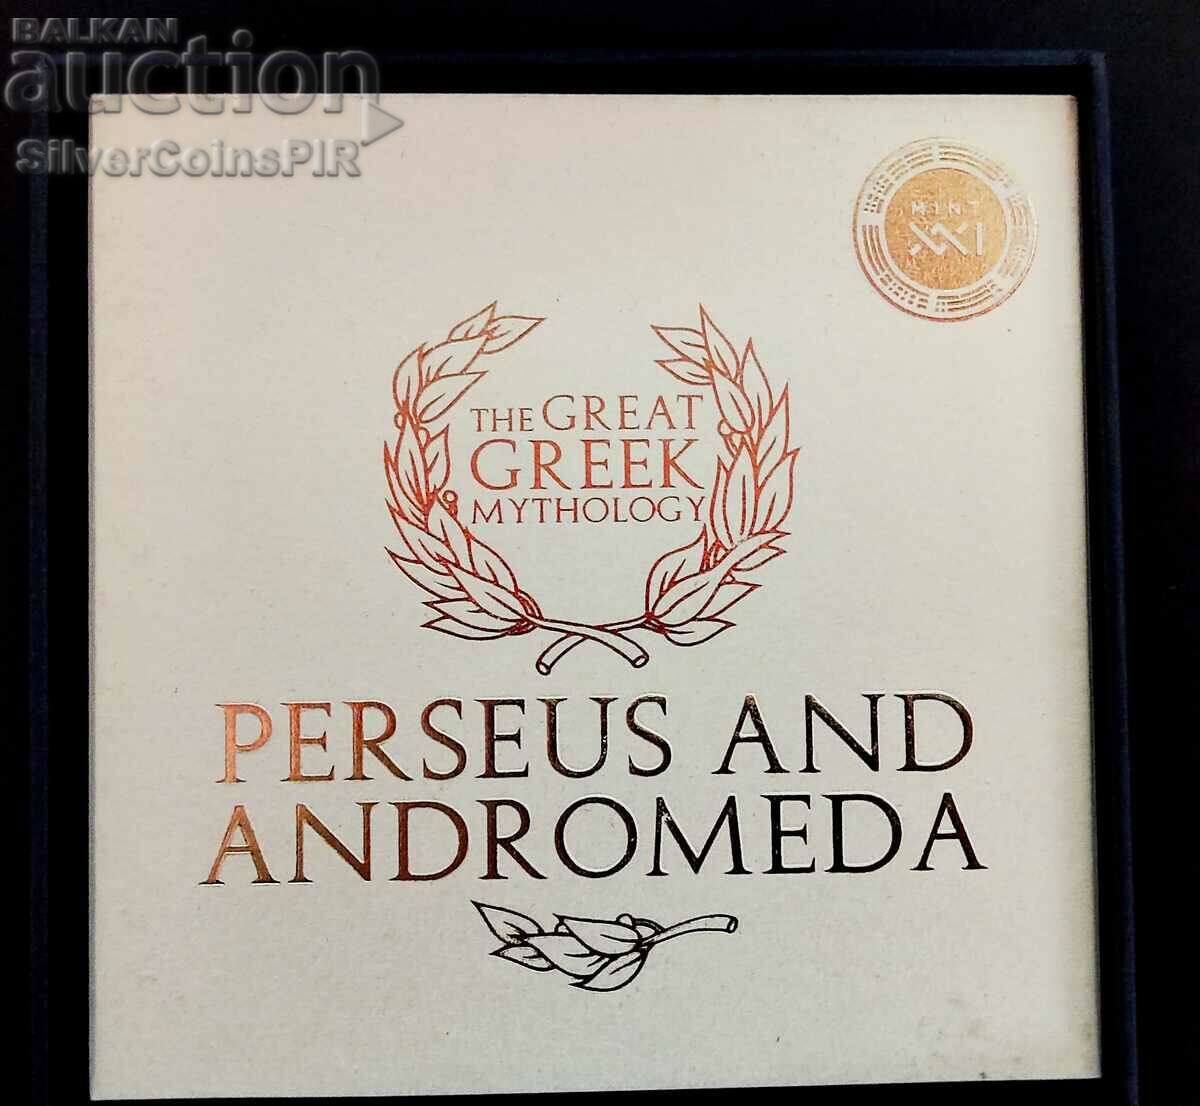 BALKAN
auction
SilverCoinsPIR
MINT
XXI
THE GREAT
GREEK
MYTHOLOGY
PERSEUS AND
ANDROMEDA